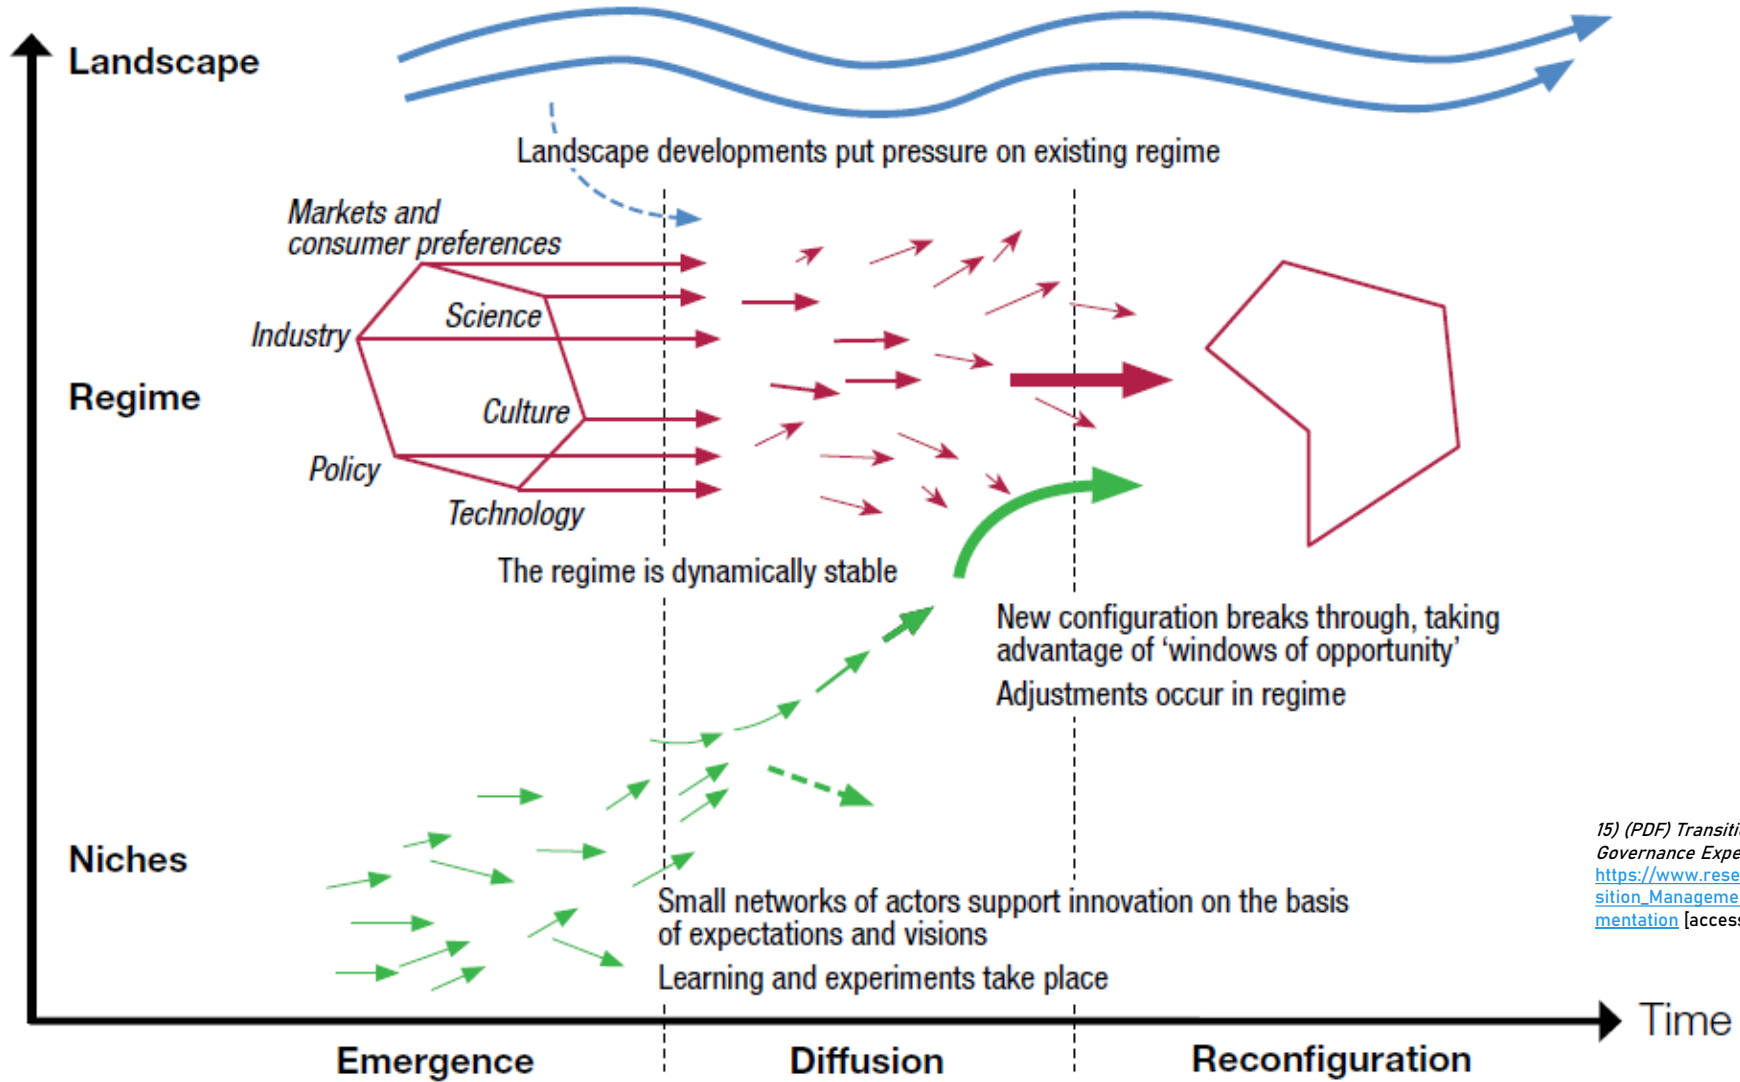 Landscape
Landscape developments put pressure on existing regime
Markets and
consumer preferences
Science
Industry
Regime
Culture
Policy
Technology
The regime is dynamically stable
New configuration breaks through, taking
advantage of ‘windows of opportunity’
Adjustments occur in regime
Niches
Small networks of actors support innovation on the basis
of expectations and visions
Learning and experiments take place
15) (PDF)
Governance
https://www.rese
sition_Manageme
mentation
Time
Emergence
Diffusion
Reconfiguration